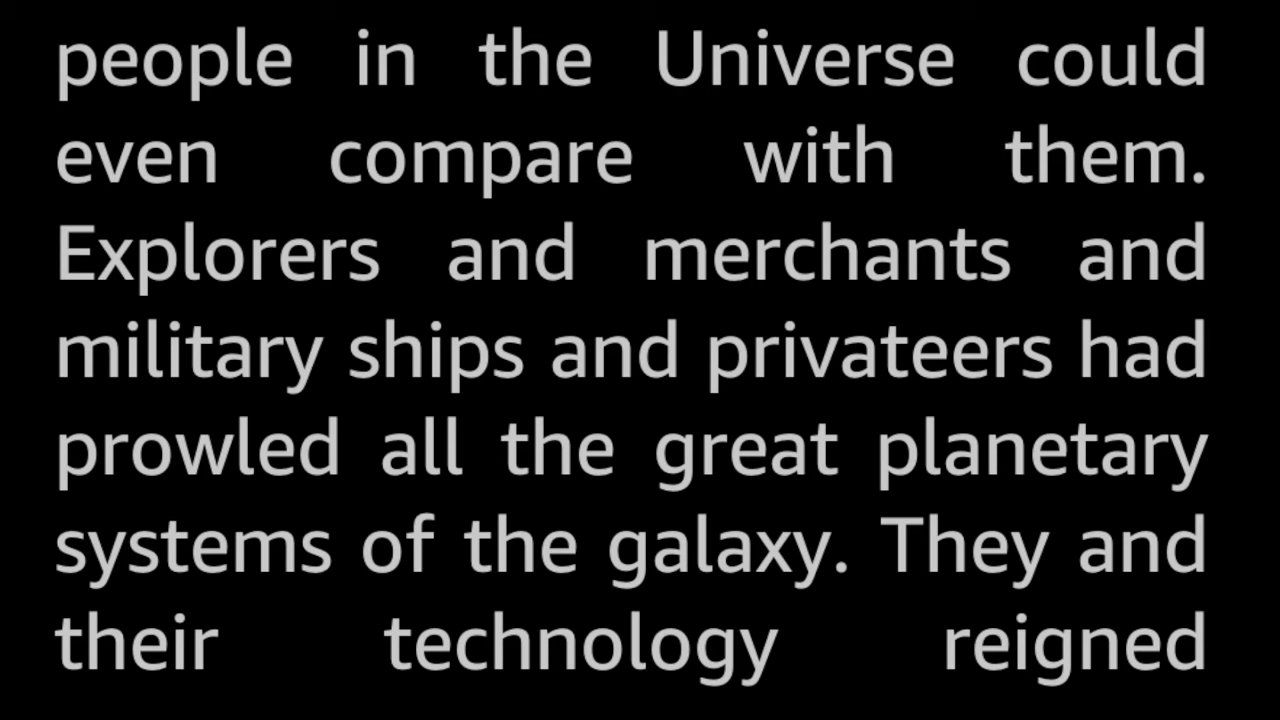 people in the Universe could
even compare with them.
Explorers and merchants and
military ships and privateers had
prowled all the great planetary
systems of the galaxy. They and
their technology reigned